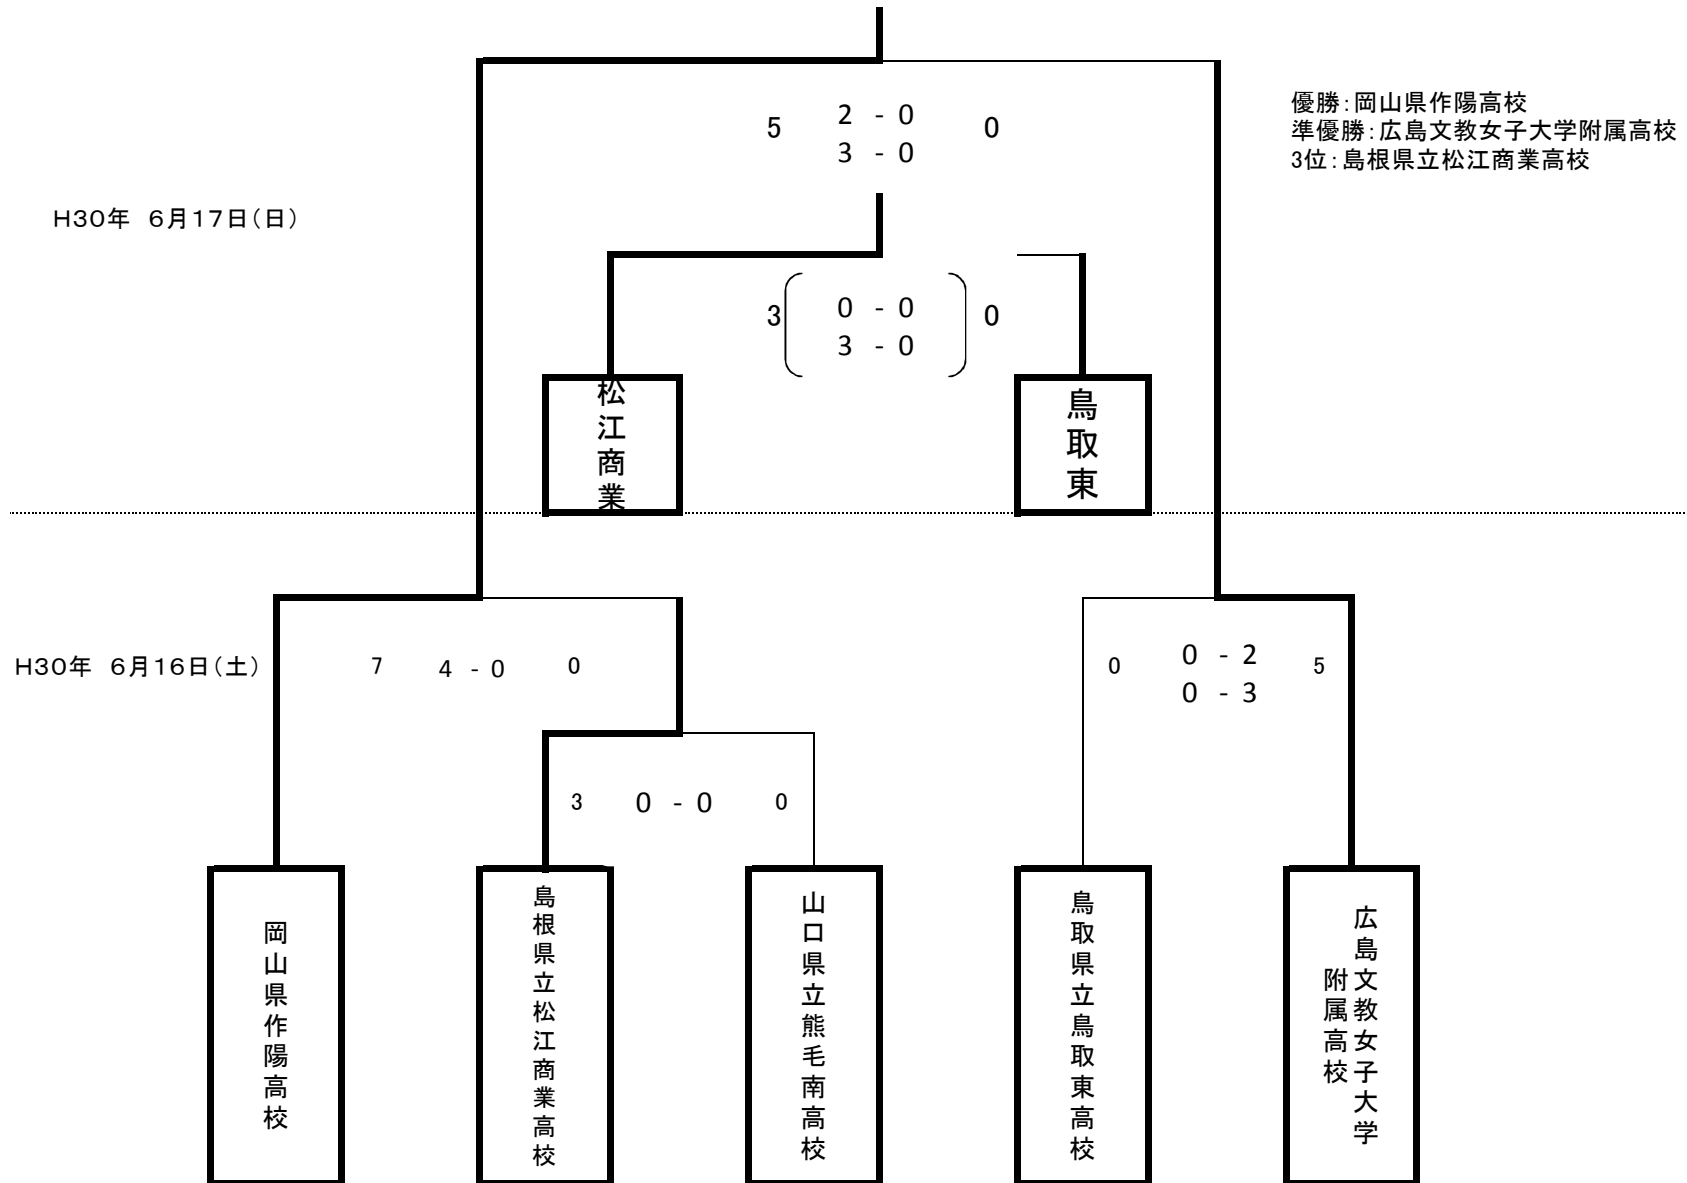 優勝:岡山県作陽高校
準優勝:広島文教女子大学附属高校
3位:島根県立松江商業高校
5 2 - 0 0
3 - 0
H30年 6月17日(日)
3 0 - 0 0
3 - 0
松江商業
鳥取東
H30年 6月16日(土)
7 4 - 0 0
0 0 - 2 5
0 - 3
3 0 - 0 0
岡山県作陽高校
島根県立松江商業高校
山口県立熊毛南高校
鳥取県立鳥取東高校
広島文教女子大学
附属高校